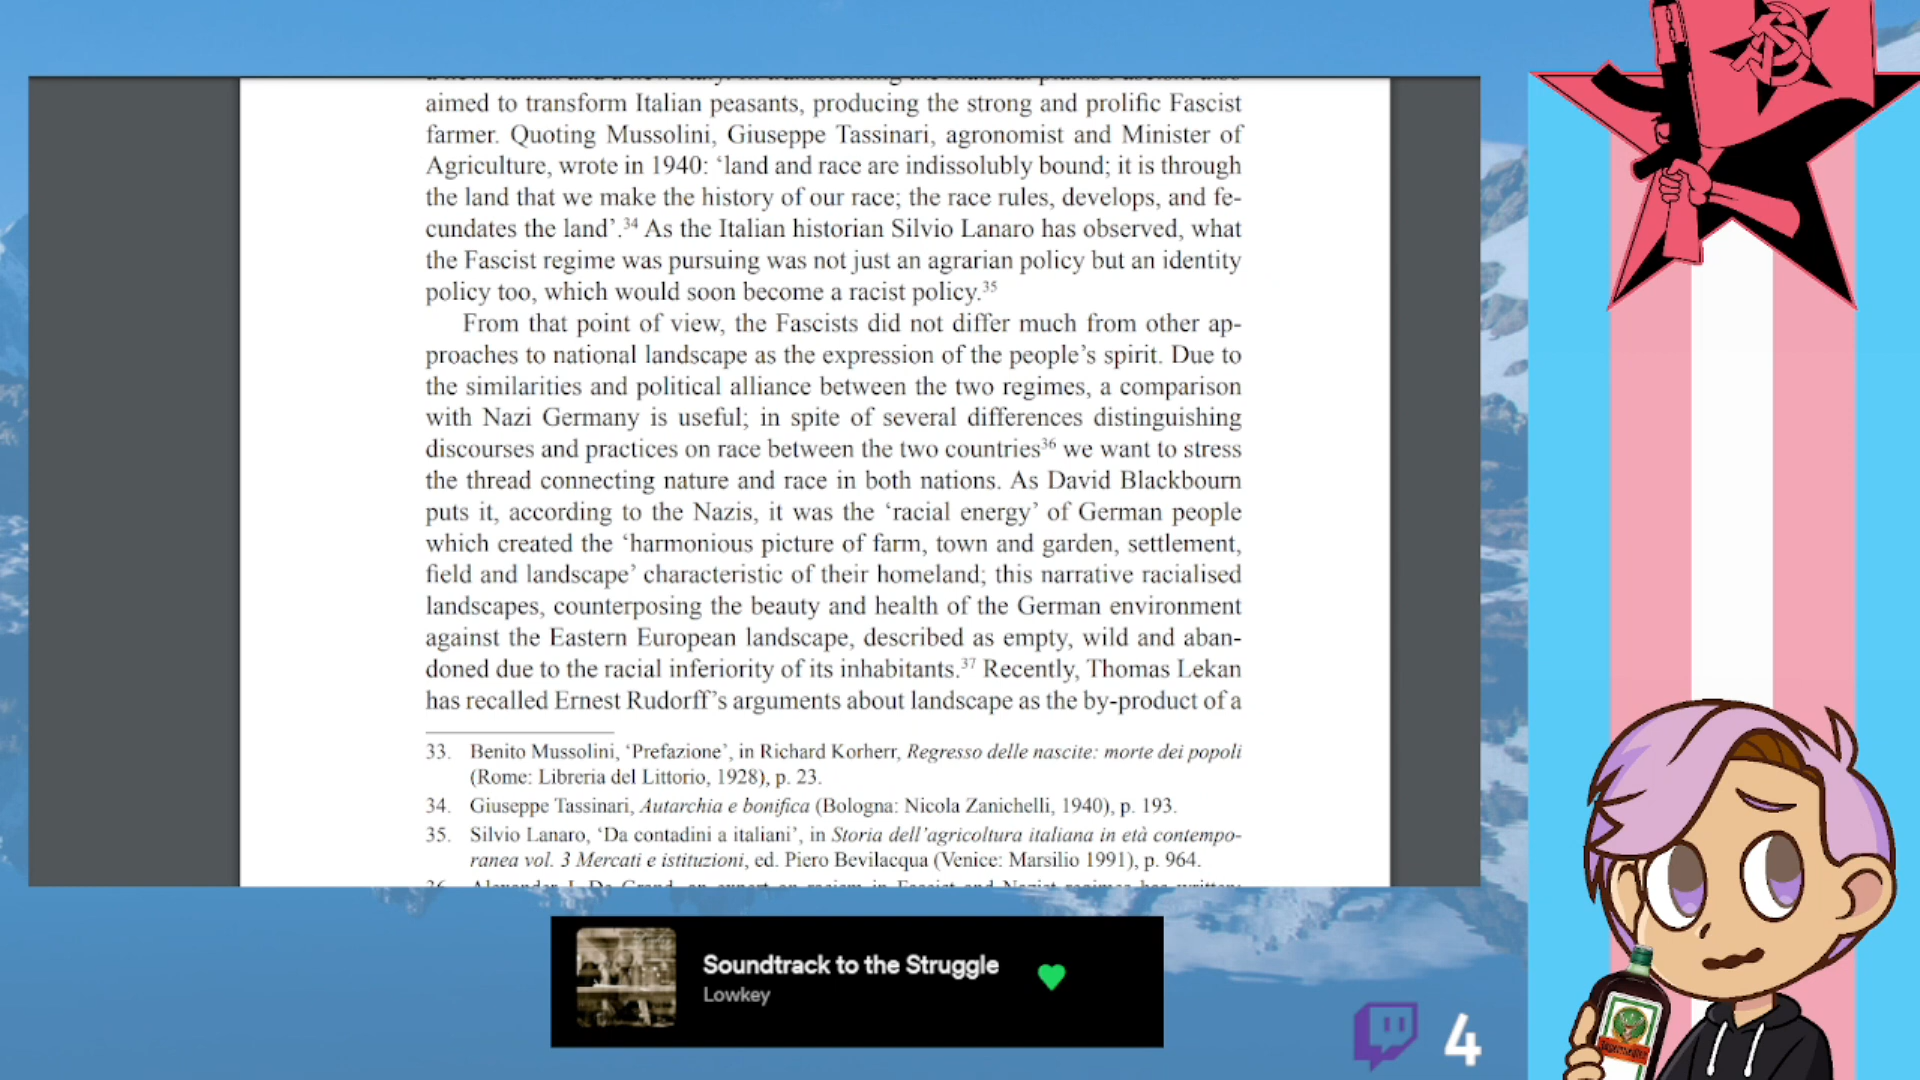 aimed to transform Italian peasants, producing the strong and prolific Fascist
farmer. Quoting Mussolini, Giuseppe Tassinari, agronomist and Minister of
Agriculture, wrote in 1940: ‘land and race are indissolubly bound; it is through
the land that we make the history of our race; the race rules, develops, and fe-
cundates the land’.34 As the Italian historian Silvio Lanaro has observed, what
the Fascist regime was pursuing was not just an agrarian policy but an identity
policy too, which would soon become a racist policy.35
From that point of view, the Fascists did not differ much from other ap-
proaches to national landscape as the expression of the people’s spirit. Due to
the similarities and political alliance between the two regimes, a comparison
with Nazi Germany is useful; in spite of several differences distinguishing
discourses and practices on race between the two countries36 we want to stress
the thread connecting nature and race in both nations. As David Blackbourn
puts it, according to the Nazis, it was the ‘racial energy’ of German people
which created the ‘harmonious picture of farm, town and garden, settlement,
field and landscape’ characteristic of their homeland; this narrative racialised
landscapes, counterposing the beauty and health of the German environment
against the Eastern European landscape, described as empty, wild and aban-
doned due to the racial inferiority of its inhabitants.37 Recently, Thomas Lekan
has recalled Ernest Rudorff’s arguments about landscape as the by-product of a
33. Benito Mussolini, ‘Prefazione’, in Richard Korherr, Regresso delle nascite: morte dei popoli
(Rome: Libreria del Littorio, 1928), p. 23.
34. Giuseppe Tassinari, Autarchia e bonifica (Bologna: Nicola Zanichelli, 1940), p. 193.
35. Silvio Lanaro, ‘Da contadini a italiani’, in Storia dell’agricoltura italiana in età contempo-
ranea vol. 3 Mercati e istituzioni, ed. Piero Bevilacqua (Venice: Marsilio 1991), p. 964.
Soundtrack to the Struggle
Lowkey
4